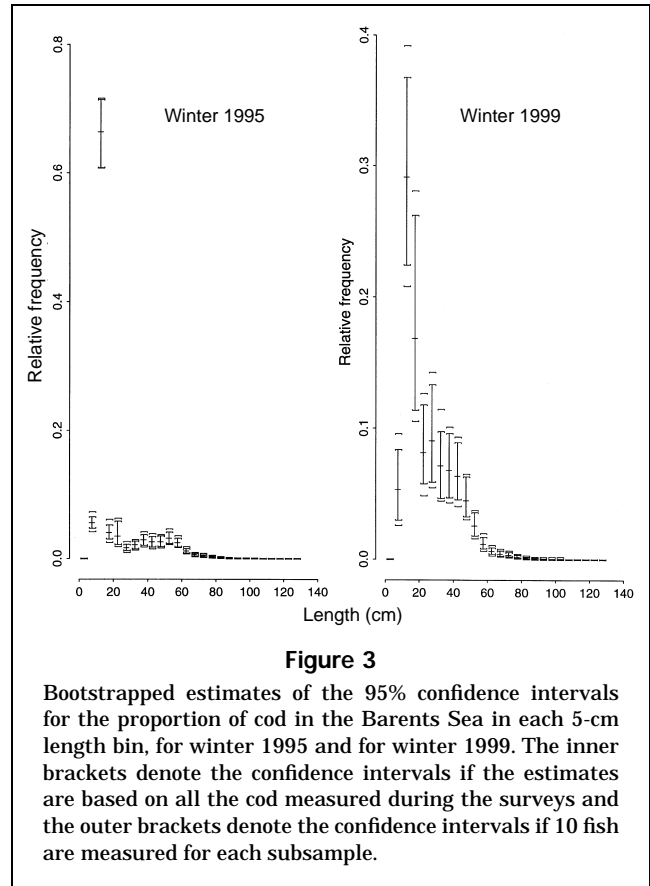 Winter 1995
Relative frequency
0.8
0.6
0.4
0.2
0.0
0 20 40 60 80 100 120 140
Winter 1999
Relative frequency
0.4
0.3
0.2
0.1
0.0
0 20 40 60 80 100 120 140
Length (cm)
Figure 3
Bootstrapped estimates of the 95% confidence intervals
for the proportion of cod in the Barents Sea in each 5-cm
length bin, for winter 1995 and for winter 1999. The inner
brackets denote the confidence intervals if the estimates
are based on all the cod measured during the surveys and
the outer brackets denote the confidence intervals if 10 fish
are measured for each subsample.